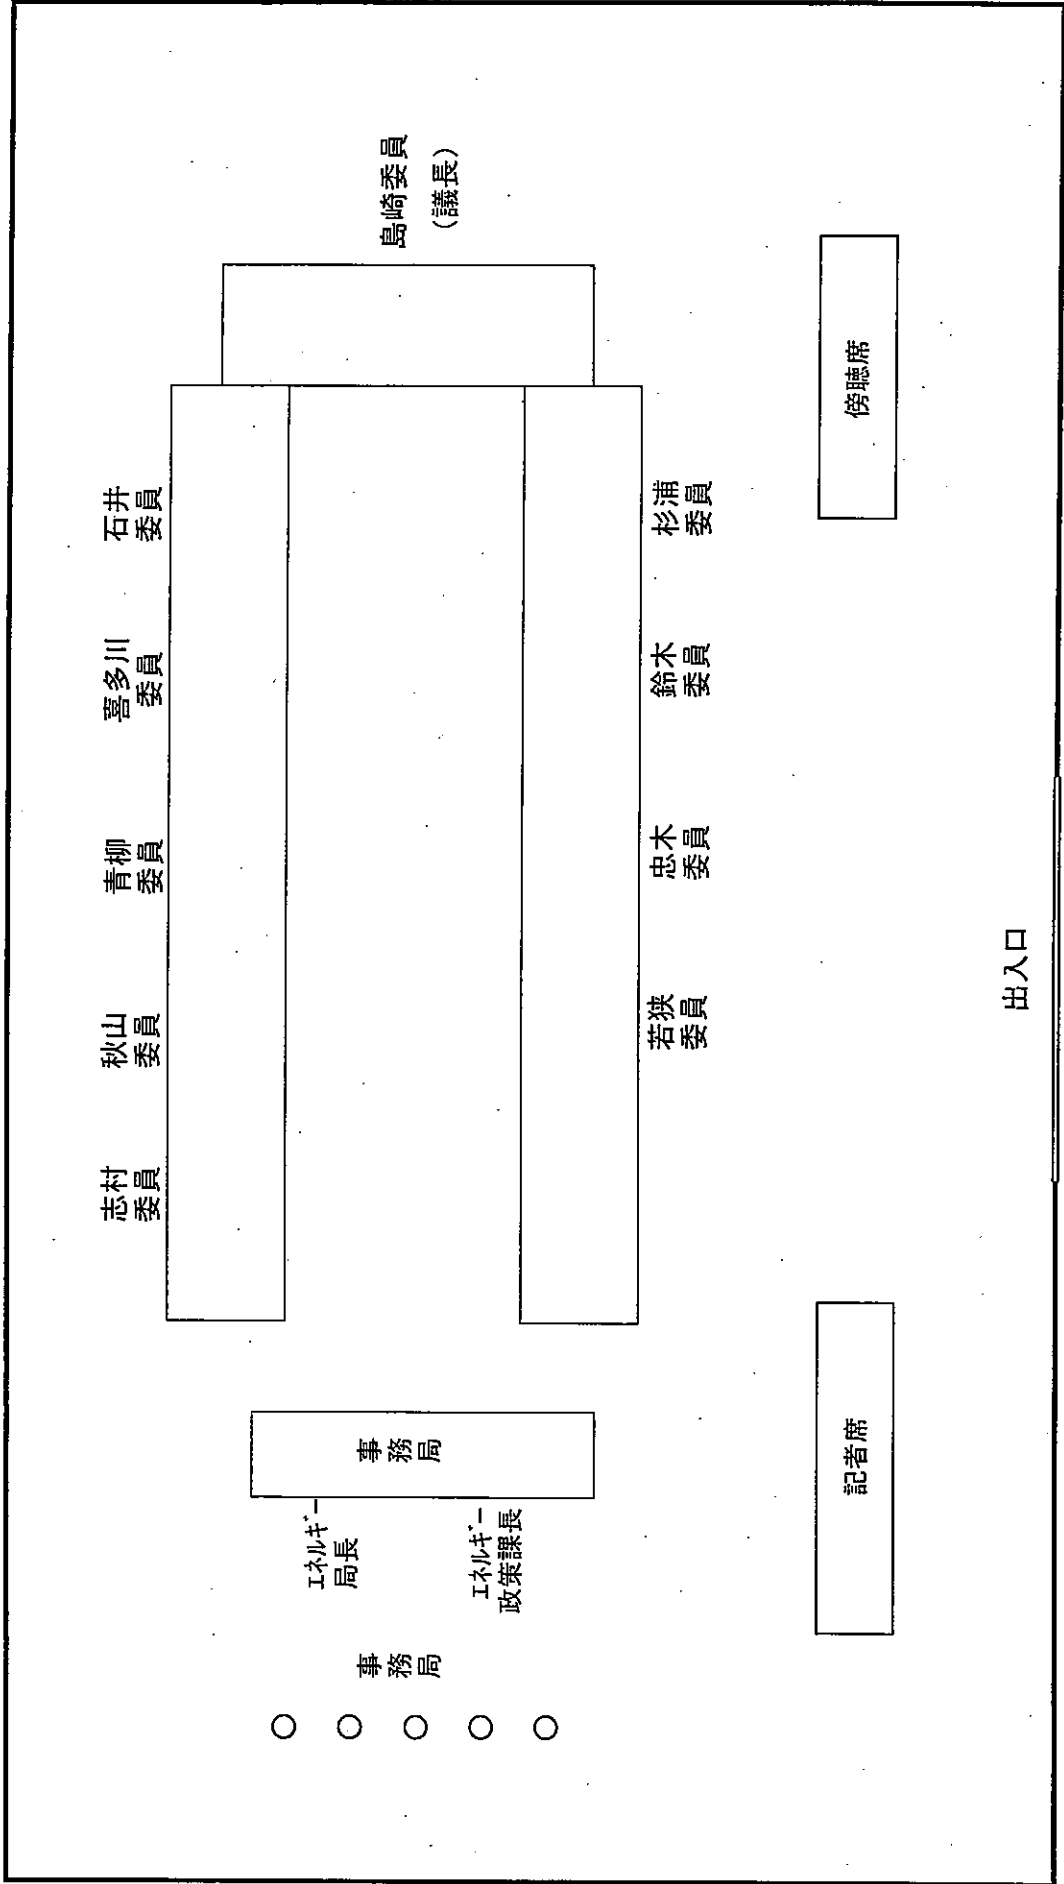 志村
委員
秋山
委員
青柳
委員
喜多川
委員
石井
委員
事務局
エネルギー
局長
事務局
エネルギー
政策課長
島崎委員
（議長）
若狭
委員
忠木
委員
鈴木
委員
杉浦
委員
記者席
傍聴席
出入口